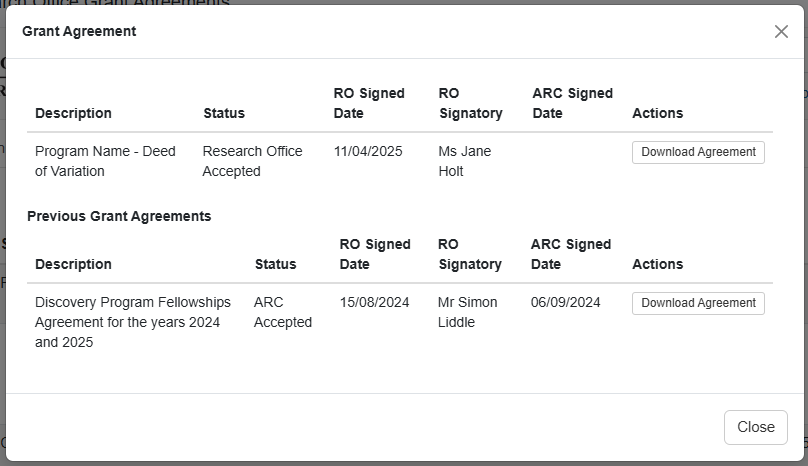 Grant Agreement
Description Status RO Signed Date RO Signatory ARC Signed Date Actions
Program Name - Deed of Variation Research Office Accepted 11/04/2025 Ms Jane Holt Download Agreement
Previous Grant Agreements
Description Status RO Signed Date RO Signatory ARC Signed Date Actions
Discovery Program Fellowships Agreement for the years 2024 and 2025 ARC Accepted 15/08/2024 Mr Simon Liddle 06/09/2024 Download Agreement
Close